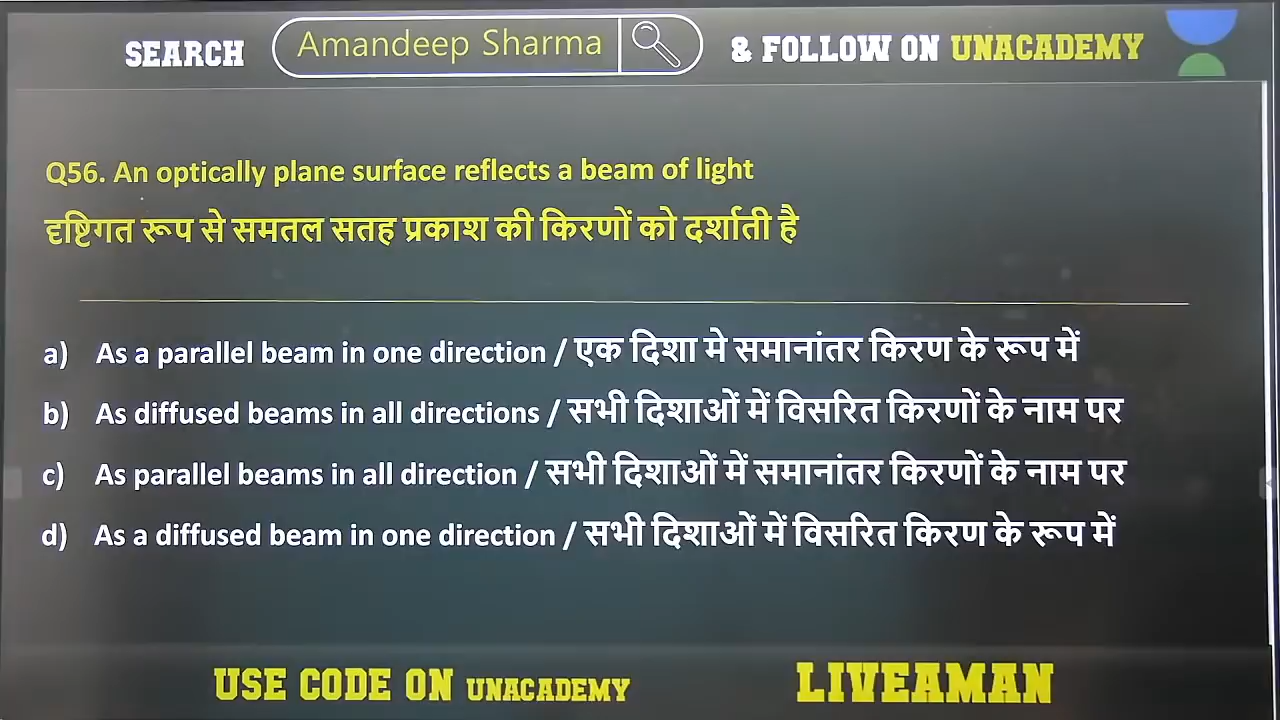 SEARCH Amandeep Sharma & FOLLOW ON UNACADEMY
Q56. An optically plane surface reflects a beam of light
दृष्टिगत रूप से समतल सतह प्रकाश की किरणों को दर्शाती है
a) As a parallel beam in one direction / एक दिशा मे समानांतर किरण के रूप में
b) As diffused beams in all directions / सभी दिशाओं में विसरित किरणों के नाम पर
c) As parallel beams in all direction / सभी दिशाओं में समानांतर किरणों के नाम पर
d) As a diffused beam in one direction / सभी दिशाओं में विसरित किरण के रूप में
USE CODE ON UNACADEMY LIVEAMAN